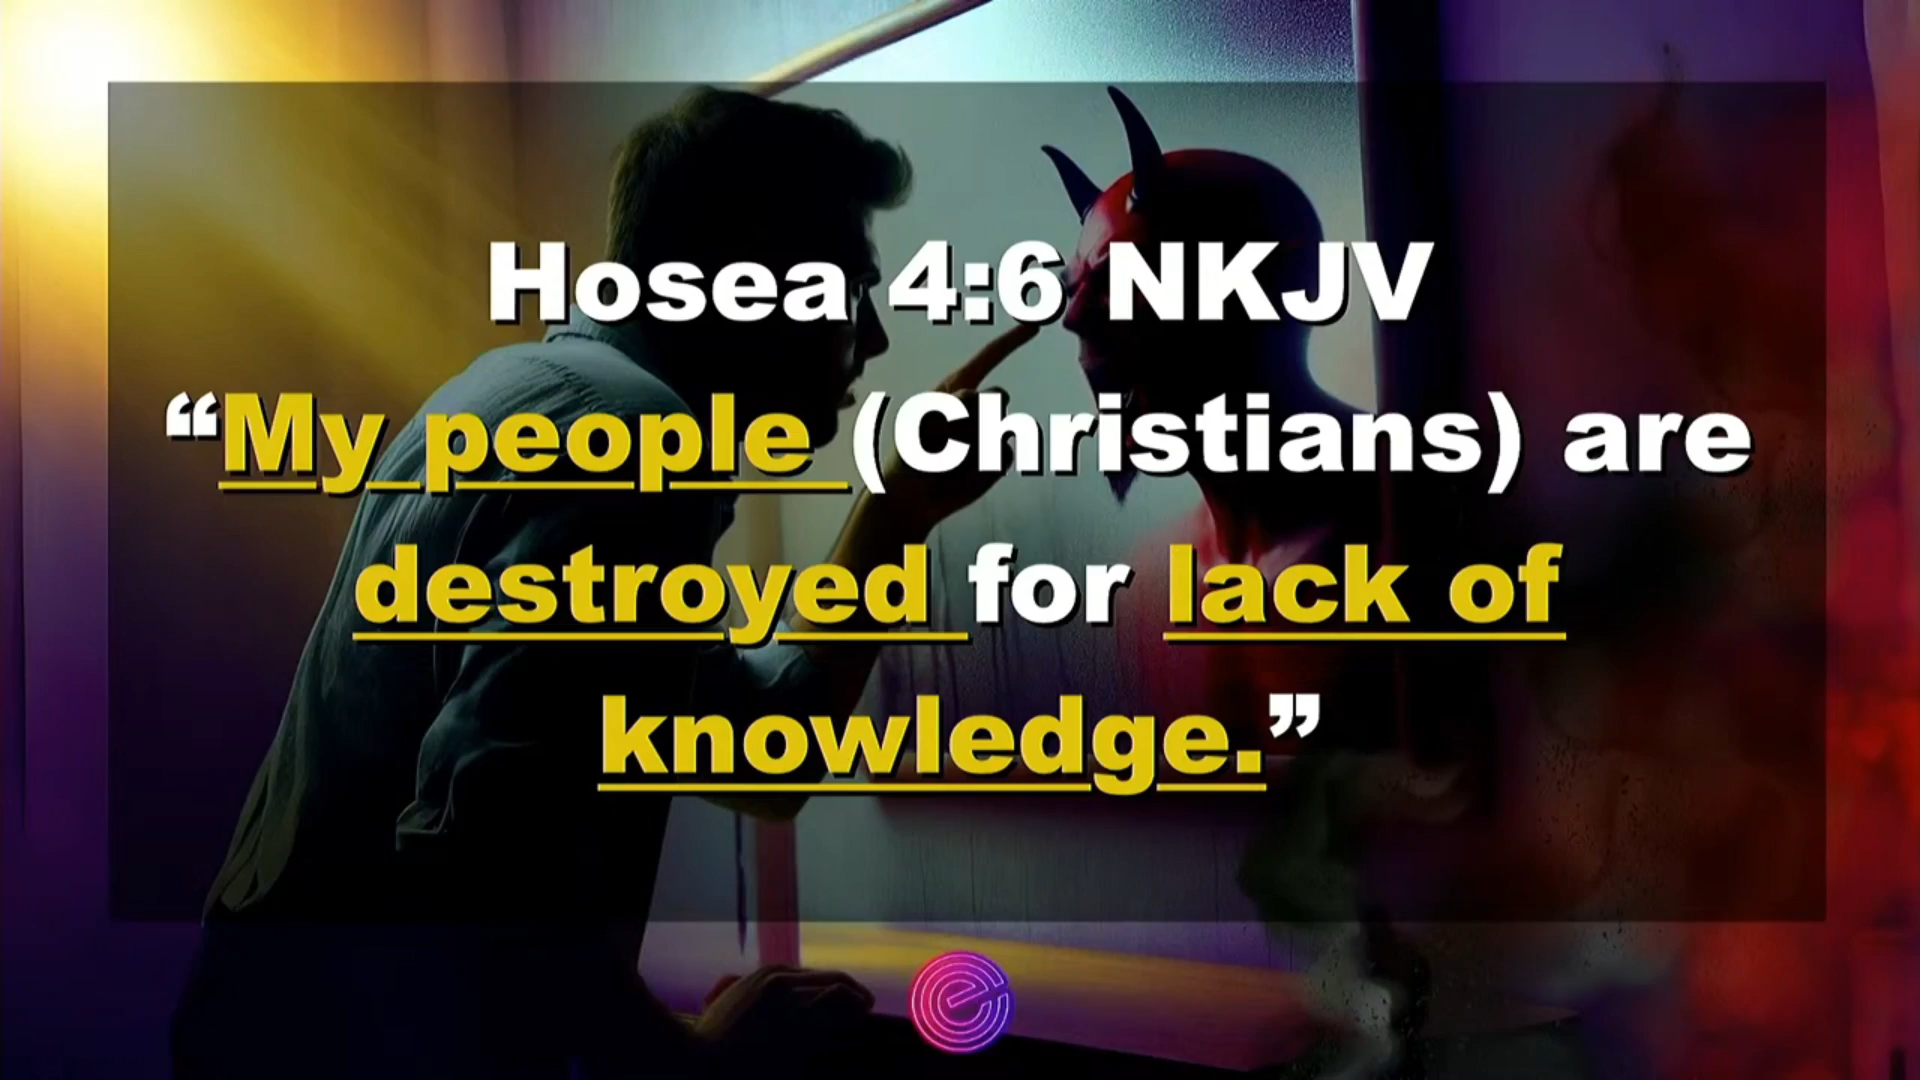 Hosea 4:6 NKJV
“My people (Christians) are
destroyed for lack of
knowledge.”